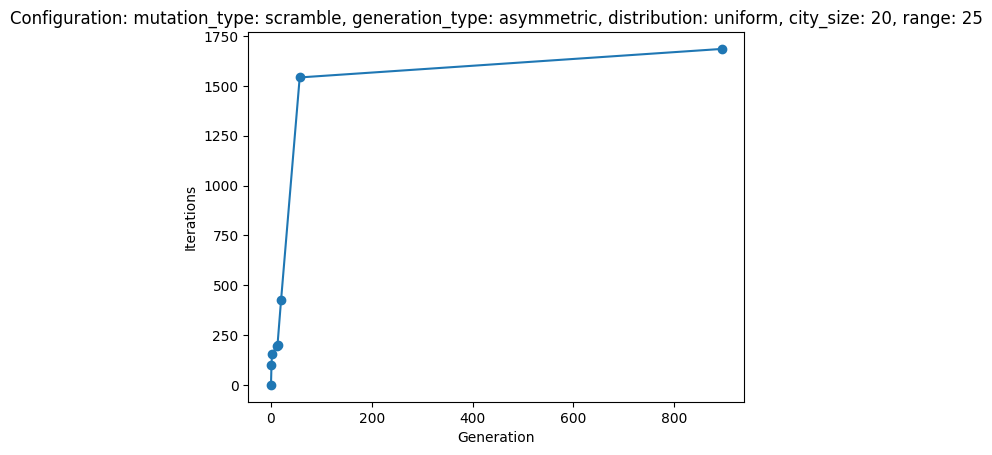 Configuration: mutation_type: scramble, generation_type: asymmetric, distribution: uniform, city_size: 20, range: 25
1750
1500
1250
1000
750
500
250
0
Iterations
0 200 400 600 800
Generation